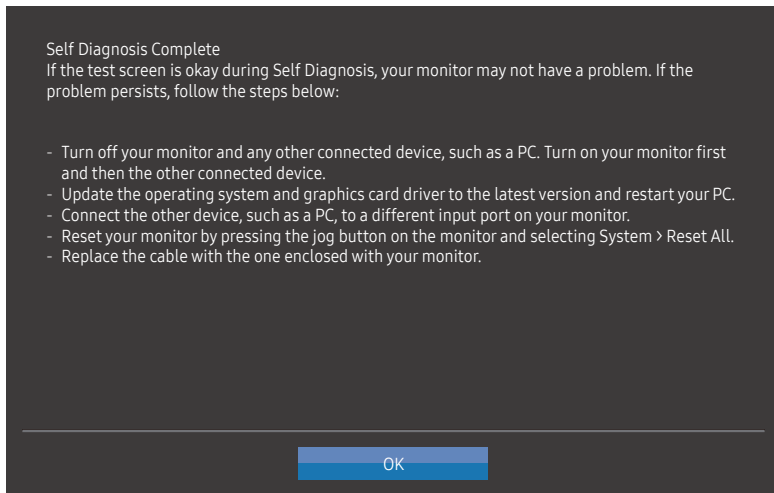 Self Diagnosis Complete
If the test screen is okay during Self Diagnosis, your monitor may not have a problem. If the
problem persists, follow the steps below:
- Turn off your monitor and any other connected device, such as a PC. Turn on your monitor first
and then the other connected device.
- Update the operating system and graphics card driver to the latest version and restart your PC.
- Connect the other device, such as a PC, to a different input port on your monitor.
- Reset your monitor by pressing the jog button on the monitor and selecting System > Reset All.
- Replace the cable with the one enclosed with your monitor.
OK